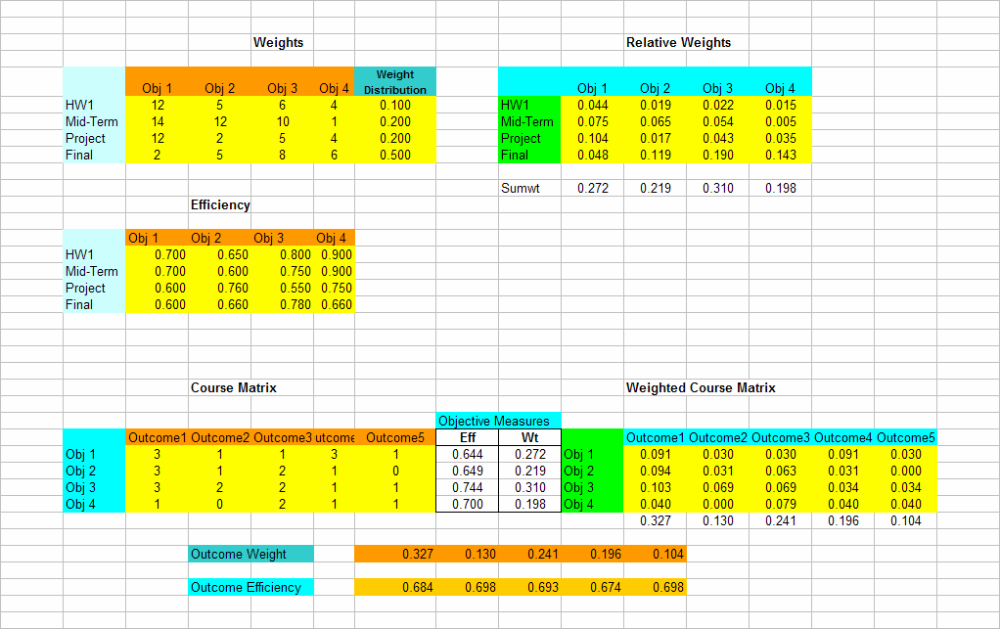 Weights Relative Weights
Weight
Obj 1 Obj 2 Obj 3 Obj 4 Distribution Obj 1 Obj 2 Obj 3 Obj 4
HW1 12 5 6 4 0.100 HW1 0.044 0.019 0.022 0.015
Mid-Term 14 12 10 1 0.200 Mid-Term 0.075 0.065 0.054 0.005
Project 12 2 5 4 0.200 Project 0.104 0.017 0.043 0.035
Final 2 5 8 6 0.500 Final 0.048 0.119 0.190 0.143
Sumwt 0.272 0.219 0.310 0.198
Efficiency
Obj 1 Obj 2 Obj 3 Obj 4
HW1 0.700 0.650 0.800 0.900
Mid-Term 0.700 0.600 0.750 0.900
Project 0.600 0.760 0.550 0.750
Final 0.600 0.660 0.780 0.660
Course Matrix Weighted Course Matrix
Objective Measures
Outcome1 Outcome2 Outcome3 utcome Outcome5 Eff Wt Outcome1 Outcome2 Outcome3 Outcome4 Outcome5
Obj 1 3 1 1 3 1 0.644 0.272 Obj 1 0.091 0.030 0.030 0.091 0.030
Obj 2 3 1 2 1 0 0.649 0.219 Obj 2 0.094 0.031 0.063 0.031 0.000
Obj 3 3 2 2 1 1 0.744 0.310 Obj 3 0.103 0.069 0.069 0.034 0.034
Obj 4 1 0 2 1 1 0.700 0.198 Obj 4 0.040 0.000 0.079 0.040 0.040
0.327 0.130 0.241 0.196 0.104
Outcome Weight 0.327 0.130 0.241 0.196 0.104
Outcome Efficiency 0.684 0.698 0.693 0.674 0.698